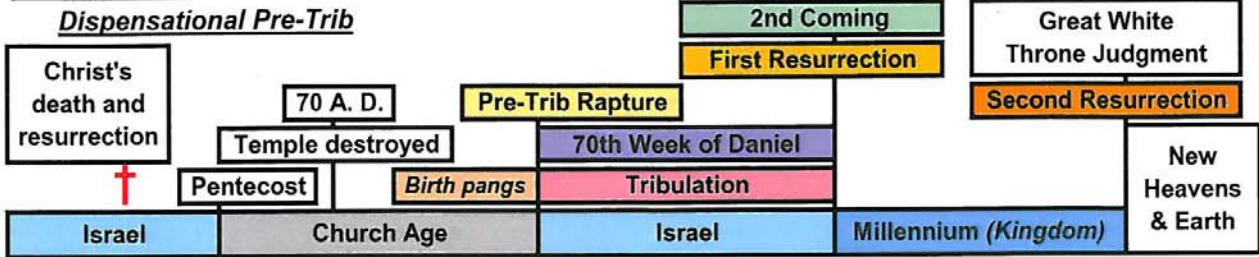 Dispensational Pre-Trib
Christ's
death and
resurrection
70 A. D.
Temple destroyed
Pentecost
Birth pangs
Pre-Trib Rapture
70th Week of Daniel
Tribulation
2nd Coming
First Resurrection
Great White
Throne Judgment
Second Resurrection
New
Heavens
& Earth
Israel
Church Age
Israel
Millennium (Kingdom)